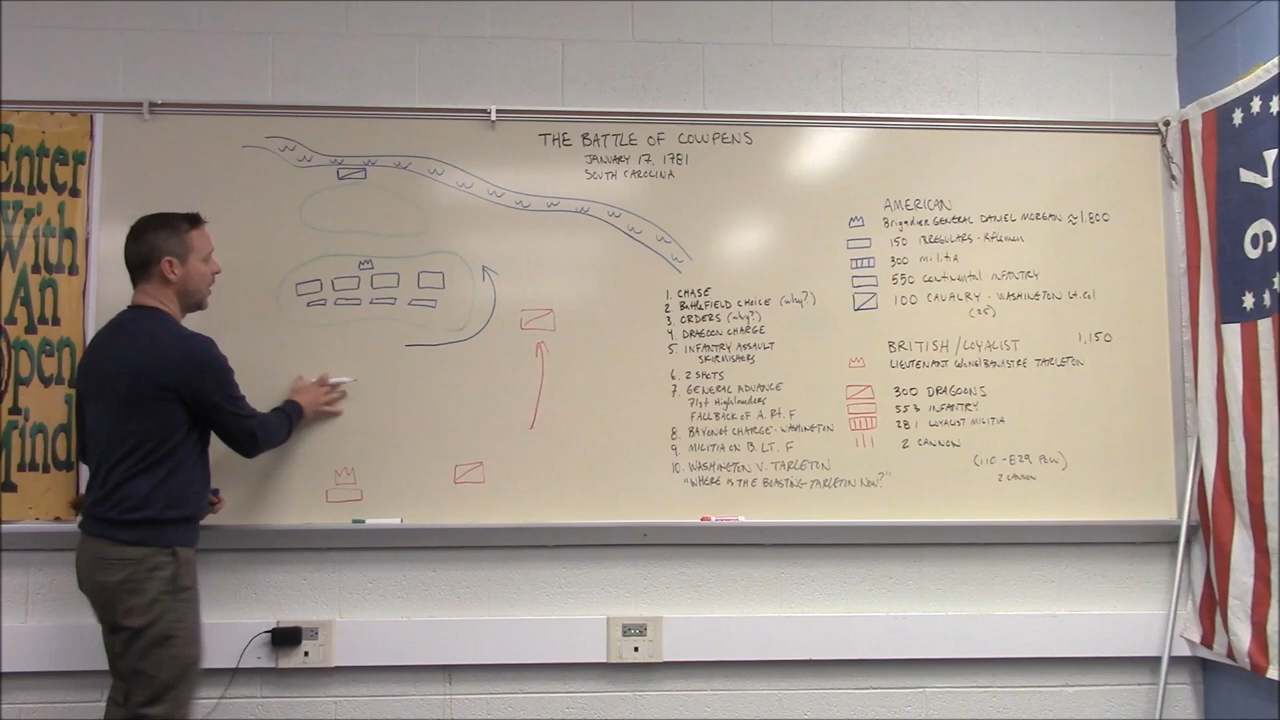 Enter
With
An
Open
Mind
THE BATTLE OF COWPENS
JANUARY 17, 1781
SOUTH CAROLINA
1. CHASE
2. BATTLEFIELD CHOICE (why?)
3. ORDERS (why?)
4. DRAGOON CHARGE
5. INFANTRY ASSAULT
SKIRMISHERS
6. 2 SHOTS
7. GENERAL ADVANCE
71st Highlanders
FALLBACK OF A. Rt. F
8. BAYONET CHARGE - WASHINGTON
9. MILITIA ON B. LT. F
10. WASHINGTON V. TARLETON
"WHERE IS THE BOASTING TARLETON NOW?"
AMERICAN
Brigadier GENERAL DANIEL MORGAN ≈ 1,800
150 IRREGULARS - Riflemen
300 militia
550 Continental INFANTRY
100 CAVALRY - WASHINGTON Lt. Col
(25)
BRITISH/LOYALIST 1,150
LIEUTENANT BANASTRE TARLETON
300 DRAGOONS
553 INFANTRY
281 LOYALIST MILITIA
2 CANNON
(110 - 829 POW)
2 CANNON
76